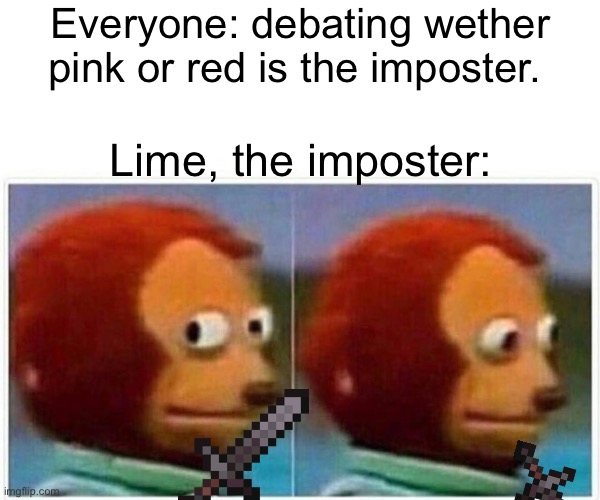 Everyone: debating wether
pink or red is the imposter.
Lime, the imposter:
imgflip.com